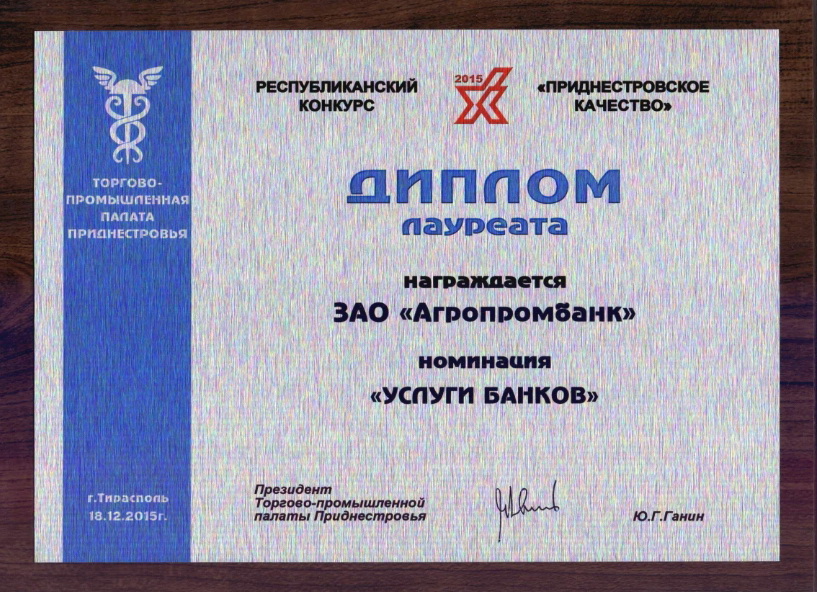 ТОРГОВО-
ПРОМЫШЛЕННАЯ
ПАЛАТА
ПРИДНЕСТРОВЬЯ
г.Тирасполь
18.12.2015г.
РЕСПУБЛИКАНСКИЙ
КОНКУРС
2015
«ПРИДНЕСТРОВСКОЕ
КАЧЕСТВО»
ДИПЛОМ
лауреата
награждается
ЗАО «Агропромбанк»
номинация
«УСЛУГИ БАНКОВ»
Президент
Торгово-промышленной
палаты Приднестровья
Ю.Г.Ганин